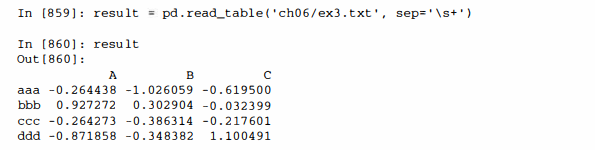 In [859]: result = pd.read_table('ch06/ex3.txt', sep='\s+')
In [860]: result
Out[860]:
A B C
aaa -0.264438 -1.026059 -0.619500
bbb 0.927272 0.302904 -0.032399
ccc -0.264273 -0.386314 -0.217601
ddd -0.871858 -0.348382 1.100491